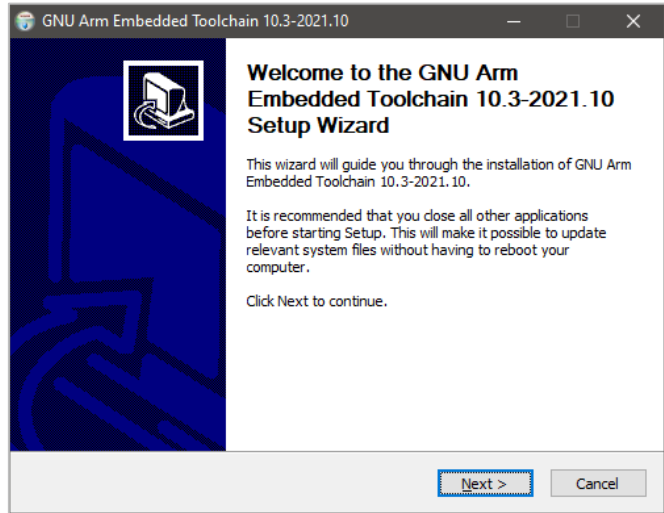 GNU Arm Embedded Toolchain 10.3-2021.10
Welcome to the GNU Arm
Embedded Toolchain 10.3-2021.10
Setup Wizard
This wizard will guide you through the installation of GNU Arm
Embedded Toolchain 10.3-2021.10.
It is recommended that you close all other applications
before starting Setup. This will make it possible to update
relevant system files without having to reboot your
computer.
Click Next to continue.
Next >
Cancel